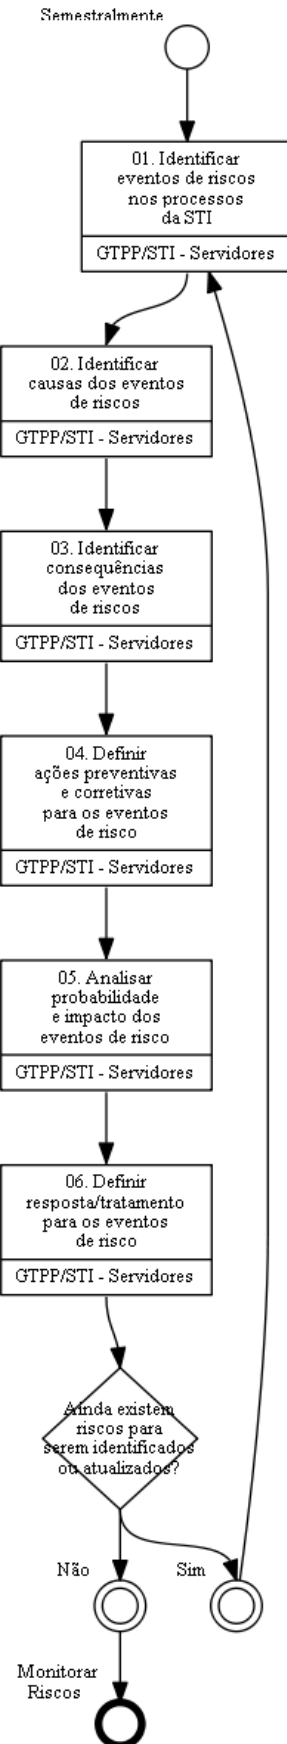 Semestralmente
01. Identificar
eventos de riscos
nos processos
da STI
GTPP/STI - Servidores
02. Identificar
causas dos eventos
de riscos
GTPP/STI - Servidores
03. Identificar
consequências
dos eventos
de riscos
GTPP/STI - Servidores
04. Definir
ações preventivas
e corretivas
para os eventos
de risco
GTPP/STI - Servidores
05. Analisar
probabilidade
e impacto dos
eventos de risco
GTPP/STI - Servidores
06. Definir
resposta/tratamento
para os eventos
de risco
GTPP/STI - Servidores
Ainda existem
riscos para
serem identificados
ou atualizados?
Não
Sim
Monitorar
Riscos